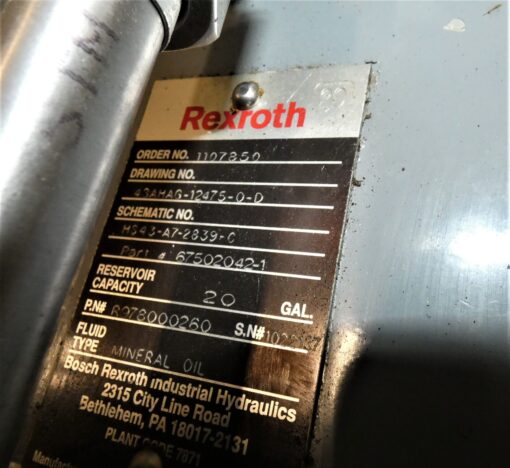 Rexroth
ORDER NO. 1107850
DRAWING NO.
43AMAG-12475-0-D
SCHEMATIC NO.
HS43-A7-2839-C
Part # 67502042-1
RESERVOIR
CAPACITY 20 GAL.
P.N# R978000260 S.N#
FLUID
TYPE MINERAL OIL
Bosch Rexroth Industrial Hydraulics
2315 City Line Road
Bethlehem, PA 18017-2131
PLANT CODE 7871